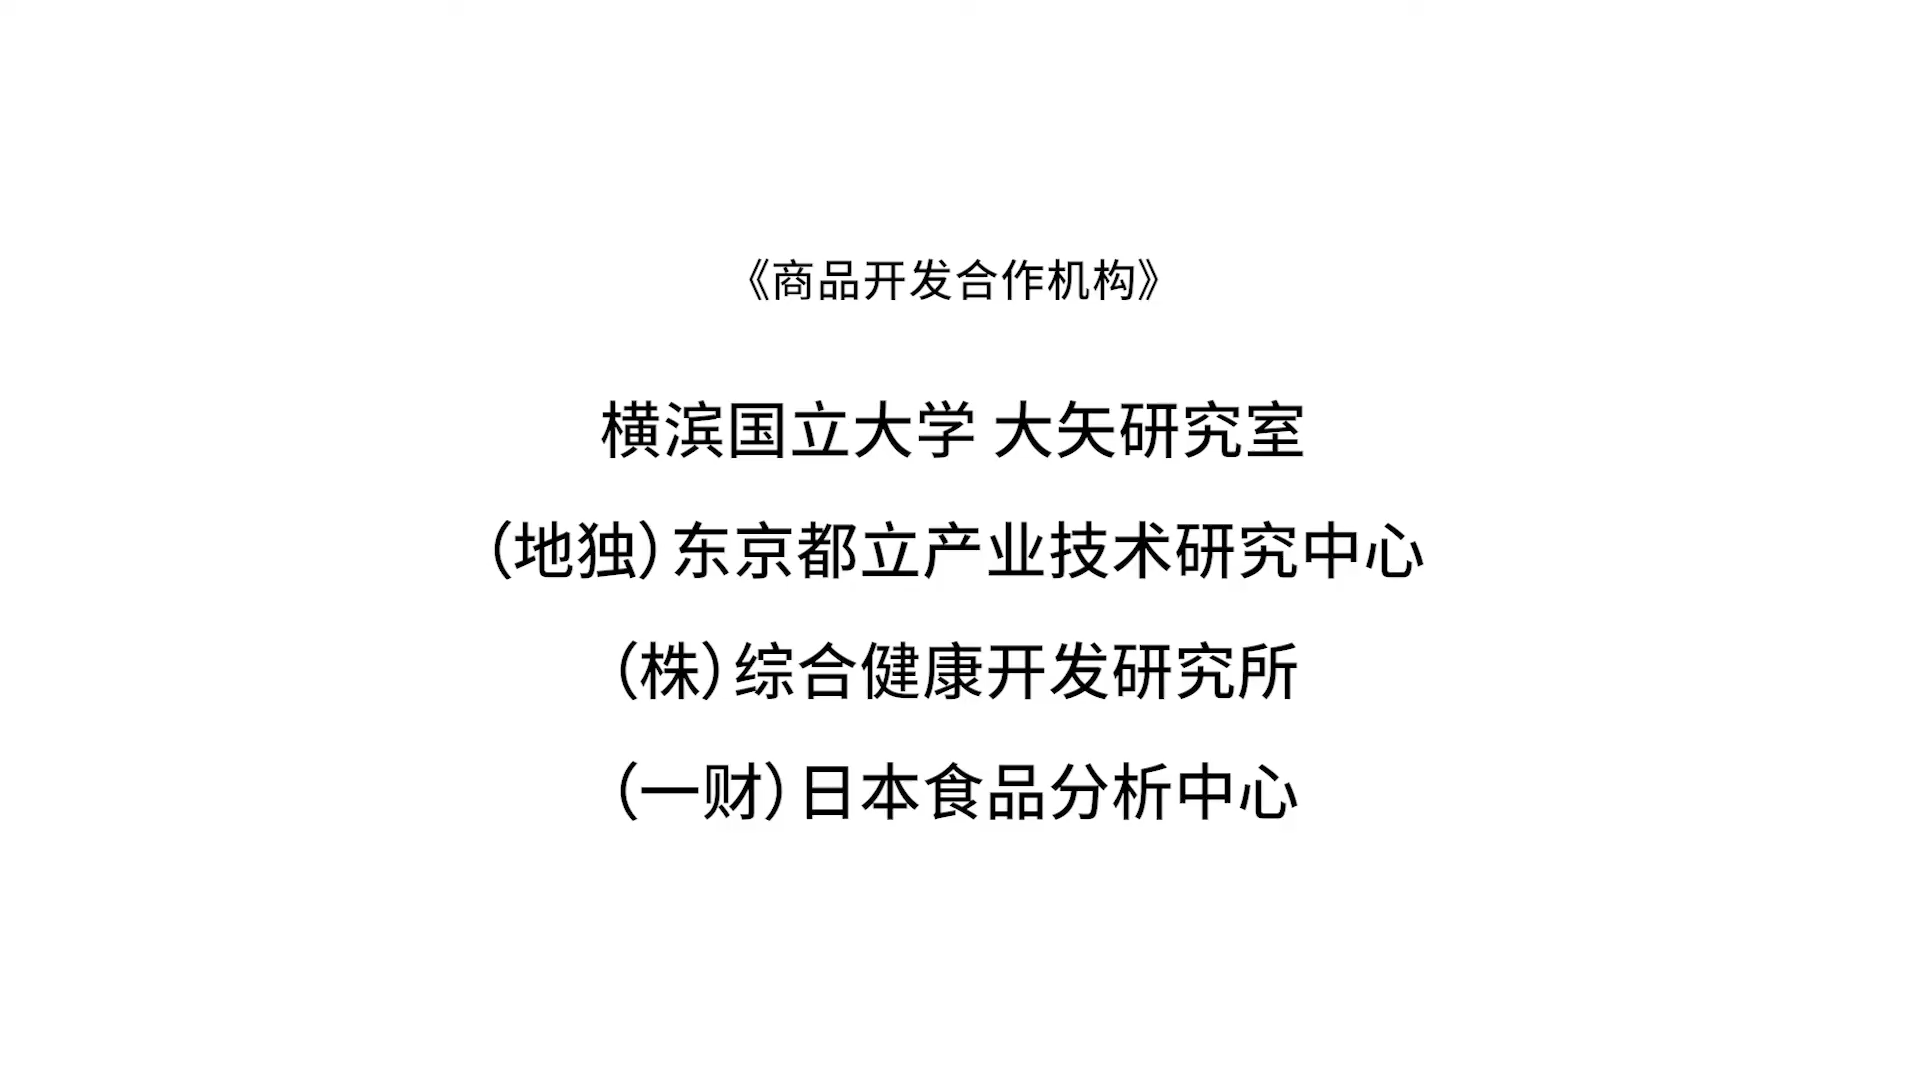 《商品开发合作机构》
横滨国立大学 大矢研究室
（地独）东京都立产业技术研究中心
（株）综合健康开发研究所
（一财）日本食品分析中心